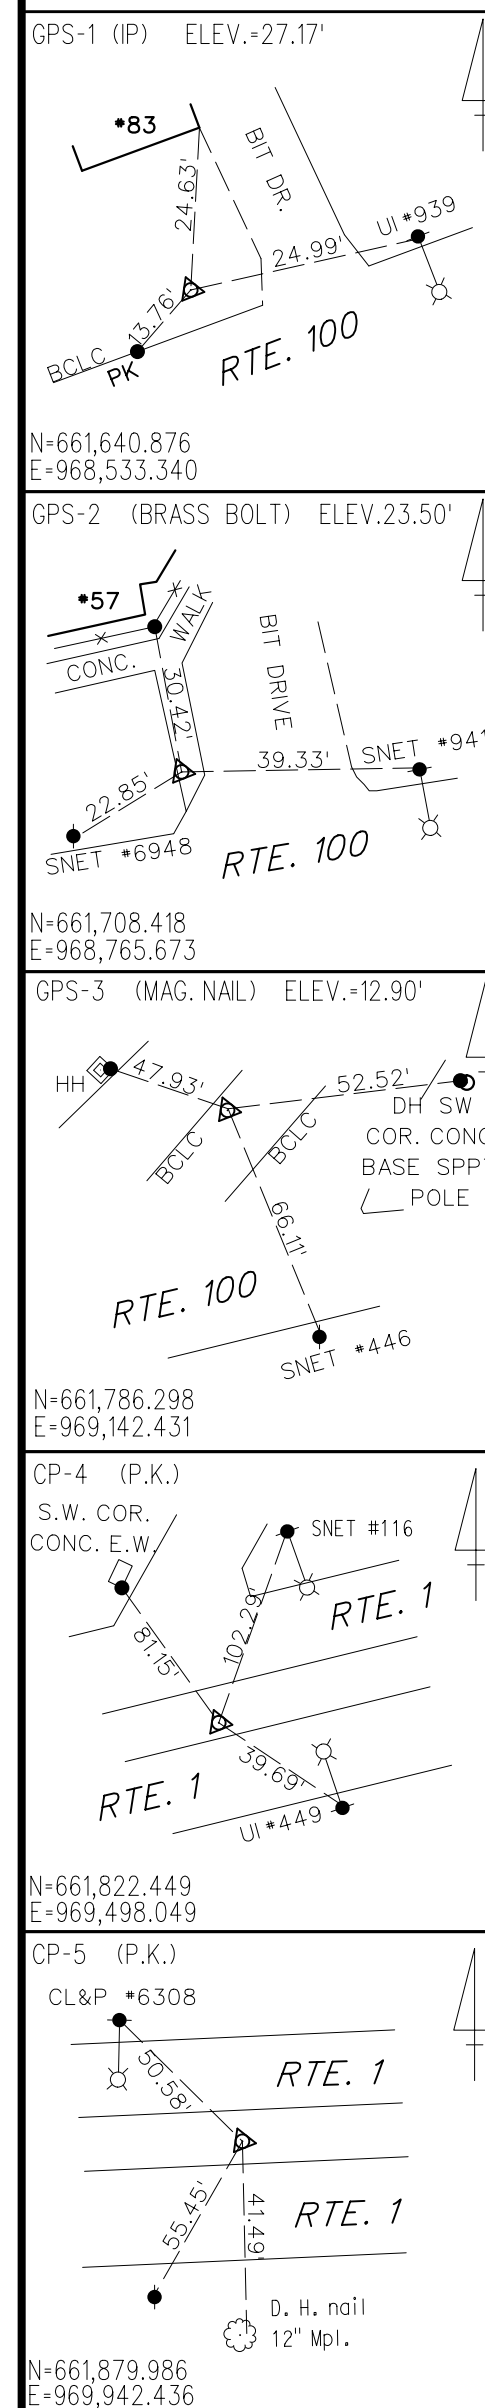 GPS-1 (IP) ELEV.=27.17'
#83
BIT DR.
24.63'
UI #939
24.99'
13.76'
BCLC
PK
RTE. 100
N=661,640.876
E=968,533.340
GPS-2 (BRASS BOLT) ELEV.23.50'
#57
WALK
CONC.
BIT DRIVE
30.42'
SNET #941
39.33'
22.85'
SNET #6948
RTE. 100
N=661,708.418
E=968,765.673
GPS-3 (MAG. NAIL) ELEV.=12.90'
HH
47.93'
52.52'
DH SW
COR. CONC
BASE SPPT
POLE
BCLC
BCLC
66.11'
RTE. 100
SNET #446
N=661,786.298
E=969,142.431
CP-4 (P.K.)
S.W. COR.
CONC. E.W.
SNET #116
RTE. 1
102.29'
81.15'
39.69'
RTE. 1
UI #449
N=661,822.449
E=969,498.049
CP-5 (P.K.)
CL&P #6308
50.58'
RTE. 1
55.45'
41.49'
RTE. 1
D. H. nail
12" Mpl.
N=661,879.986
E=969,942.436